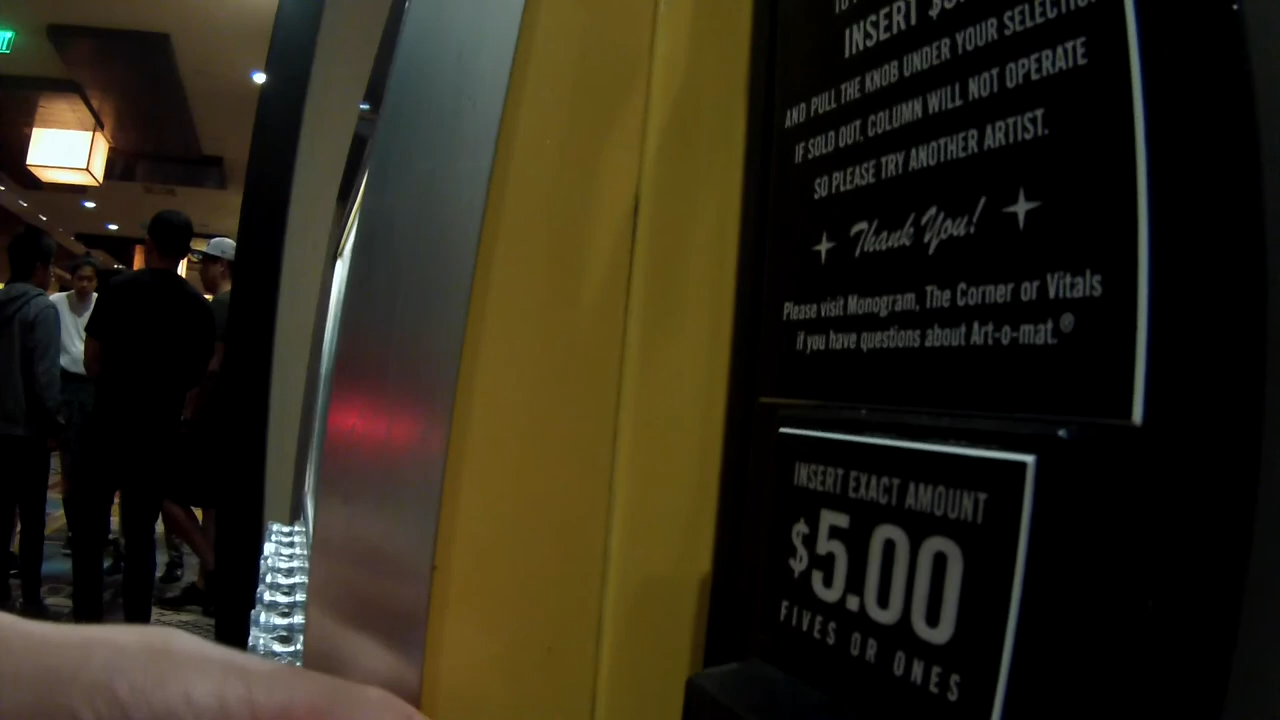 INSERT
AND PULL THE KNOB UNDER YOUR SELECTION.
IF SOLD OUT, COLUMN WILL NOT OPERATE
SO PLEASE TRY ANOTHER ARTIST.
Thank You!
Please visit Monogram, The Corner or Vitals
if you have questions about Art-o-mat.®
INSERT EXACT AMOUNT
$5.00
FIVES OR ONES